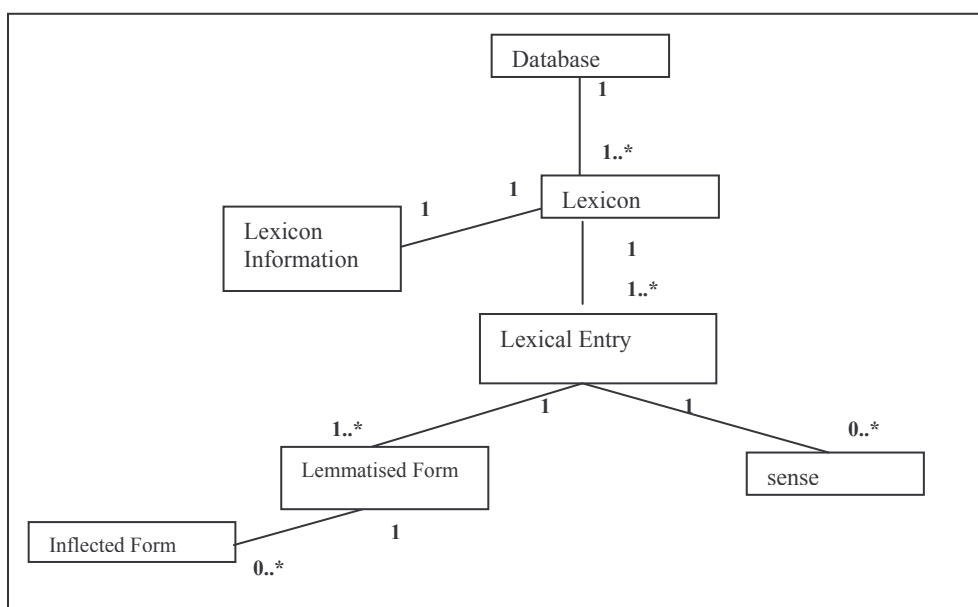 Database
1
1..*
1
Lexicon
1
Lexicon
Information
1
1..*
Lexical Entry
1
1
1..*
0..*
Lemmatised Form
sense
1
Inflected Form
0..*